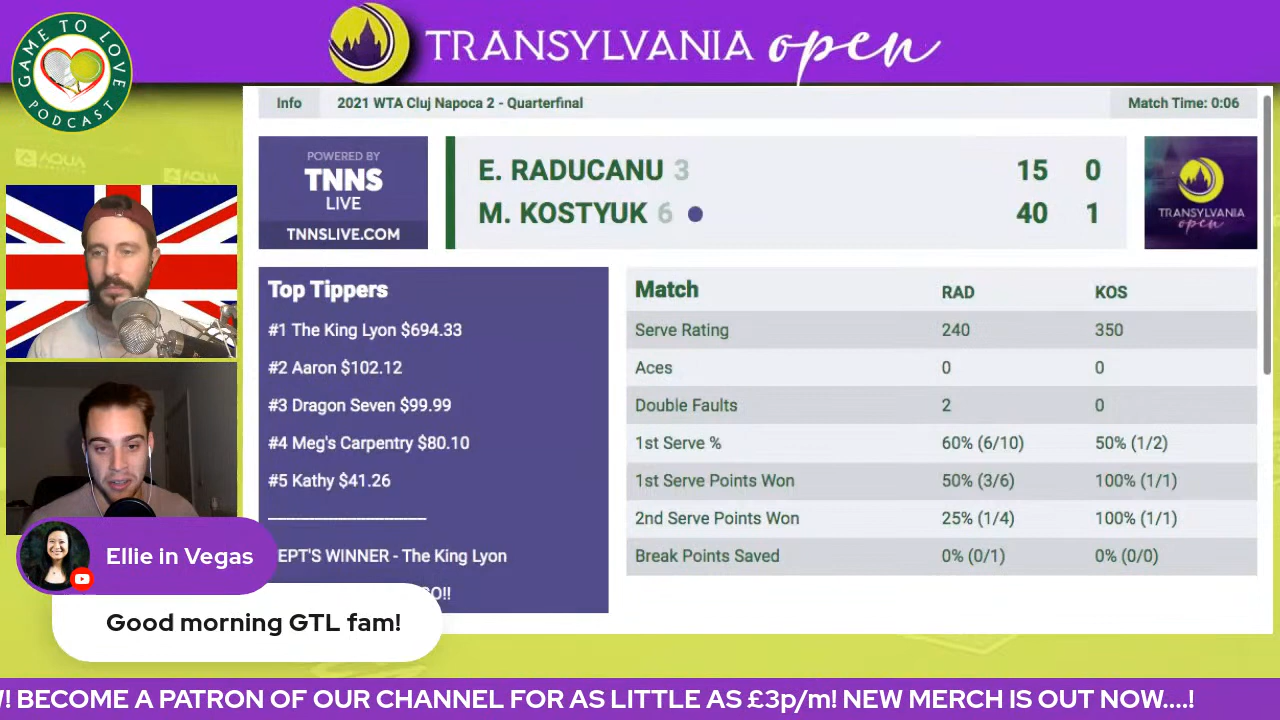 GAME TO LOVE
PODCAST
TRANSYLVANIA open
Info 2021 WTA Cluj Napoca 2 - Quarterfinal Match Time: 0:06
POWERED BY
TNNS
LIVE
TNNSLIVE.COM
E. RADUCANU 3 15 0
M. KOSTYUK 6 40 1
TRANSYLVANIA
open
AQUA
AQUA
Top Tippers
#1 The King Lyon $694.33
#2 Aaron $102.12
#3 Dragon Seven $99.99
#4 Meg's Carpentry $80.10
#5 Kathy $41.26
EPT'S WINNER - The King Lyon
GO!!
Match RAD KOS
Serve Rating 240 350
Aces 0 0
Double Faults 2 0
1st Serve % 60% (6/10) 50% (1/2)
1st Serve Points Won 50% (3/6) 100% (1/1)
2nd Serve Points Won 25% (1/4) 100% (1/1)
Break Points Saved 0% (0/1) 0% (0/0)
Ellie in Vegas
Good morning GTL fam!
! BECOME A PATRON OF OUR CHANNEL FOR AS LITTLE AS £3p/m! NEW MERCH IS OUT NOW....!